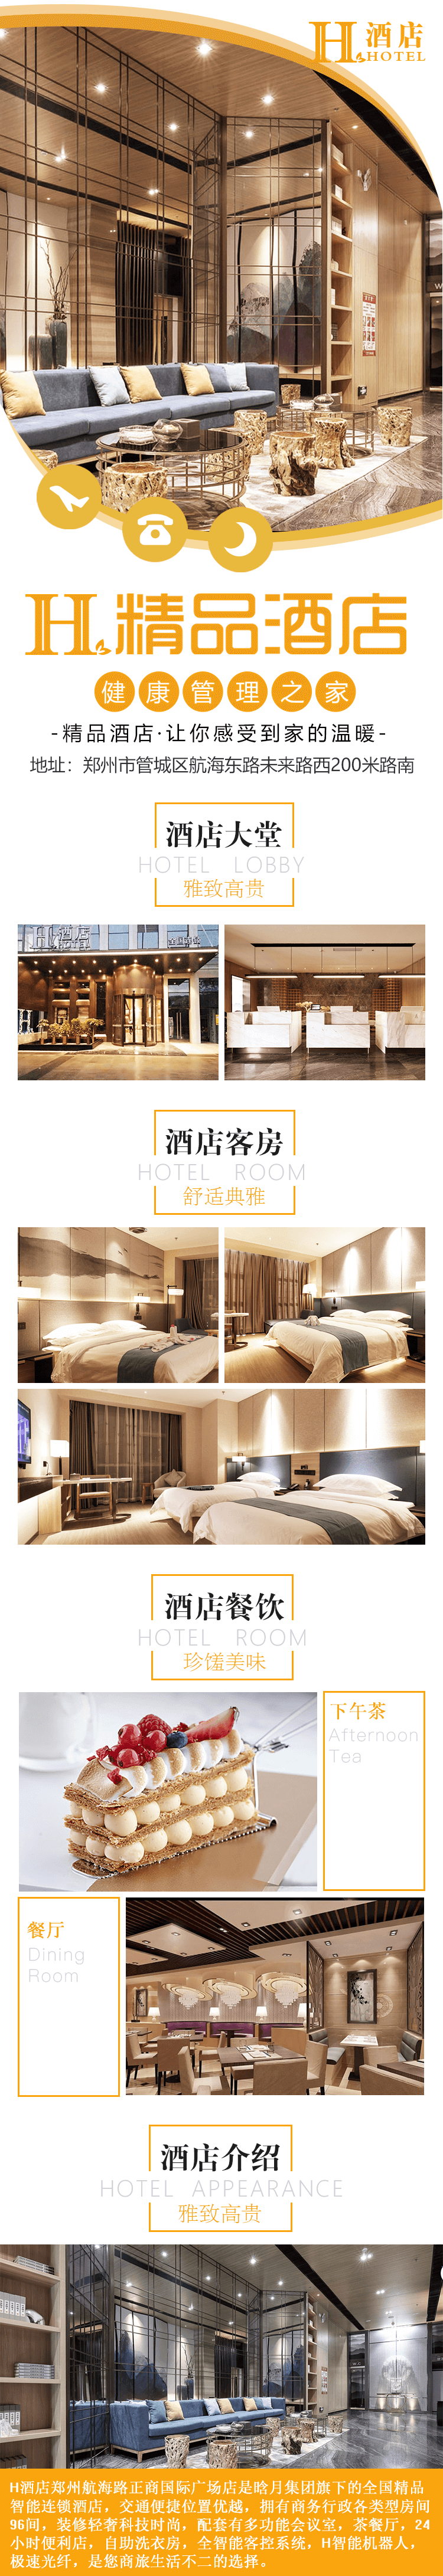 H 酒店
HOTEL
H 精品酒店
健康管理之家
-精品酒店·让你感受到家的温暖-
地址：郑州市管城区航海东路未来路西200米路南
酒店大堂
HOTEL LOBBY
雅致高贵
H酒店
酒店客房
HOTEL ROOM
舒适典雅
酒店餐饮
HOTEL ROOM
珍馐美味
下午茶
Afternoon
Tea
餐厅
Dining
Room
酒店介绍
HOTEL APPEARANCE
雅致高贵
H酒店郑州航海路正商国际广场店是晗月集团旗下的全国精品
智能连锁酒店，交通便捷位置优越，拥有商务行政各类型房间
96间，装修轻奢科技时尚，配套有多功能会议室，茶餐厅，24
小时便利店，自助洗衣房，全智能客控系统，H智能机器人，
极速光纤，是您商旅生活不二的选择。